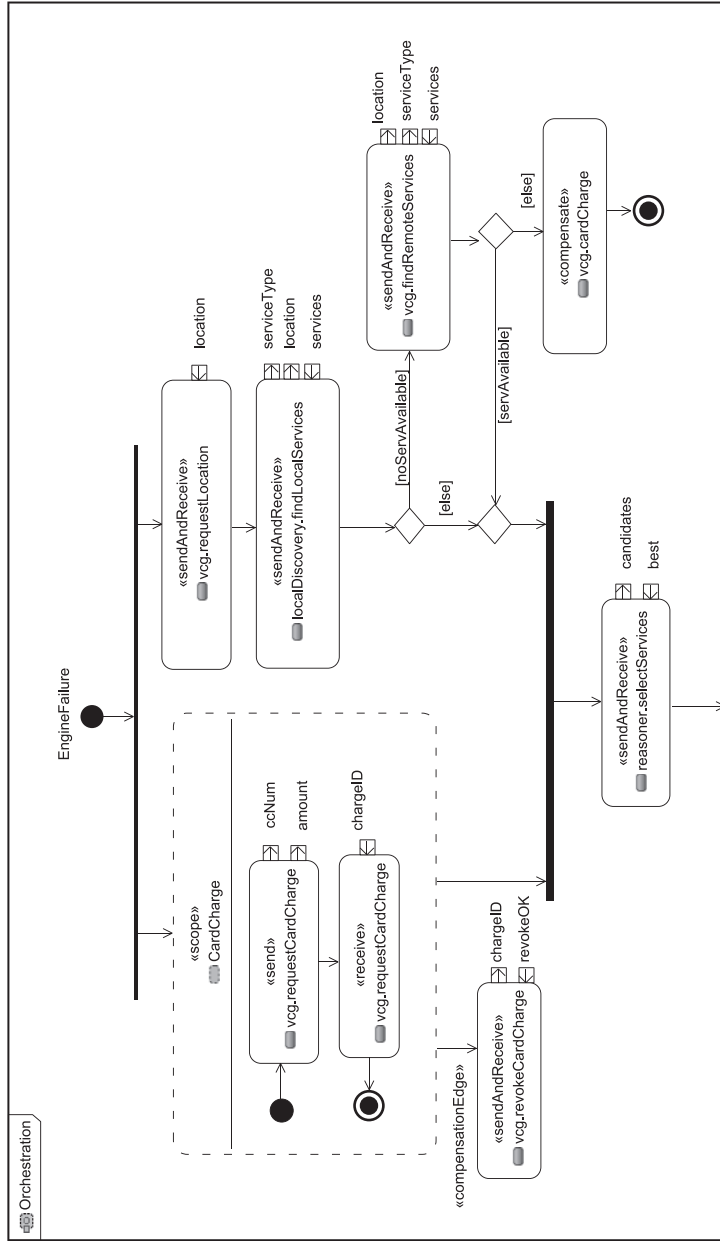 Orchestration
EngineFailure
«scope»
CardCharge
«send»
vcg.requestCardCharge
ccNum
amount
«receive»
vcg.requestCardCharge
chargeID
«compensationEdge»
«sendAndReceive»
vcg.revokeCardCharge
chargeID
revokeOK
«sendAndReceive»
vcg.requestLocation
location
«sendAndReceive»
localDiscovery.findLocalServices
serviceType
location
services
[noServAvailable]
[else]
«sendAndReceive»
vcg.findRemoteServices
location
serviceType
services
[servAvailable]
[else]
«compensate»
vcg.cardCharge
«sendAndReceive»
reasoner.selectServices
candidates
best